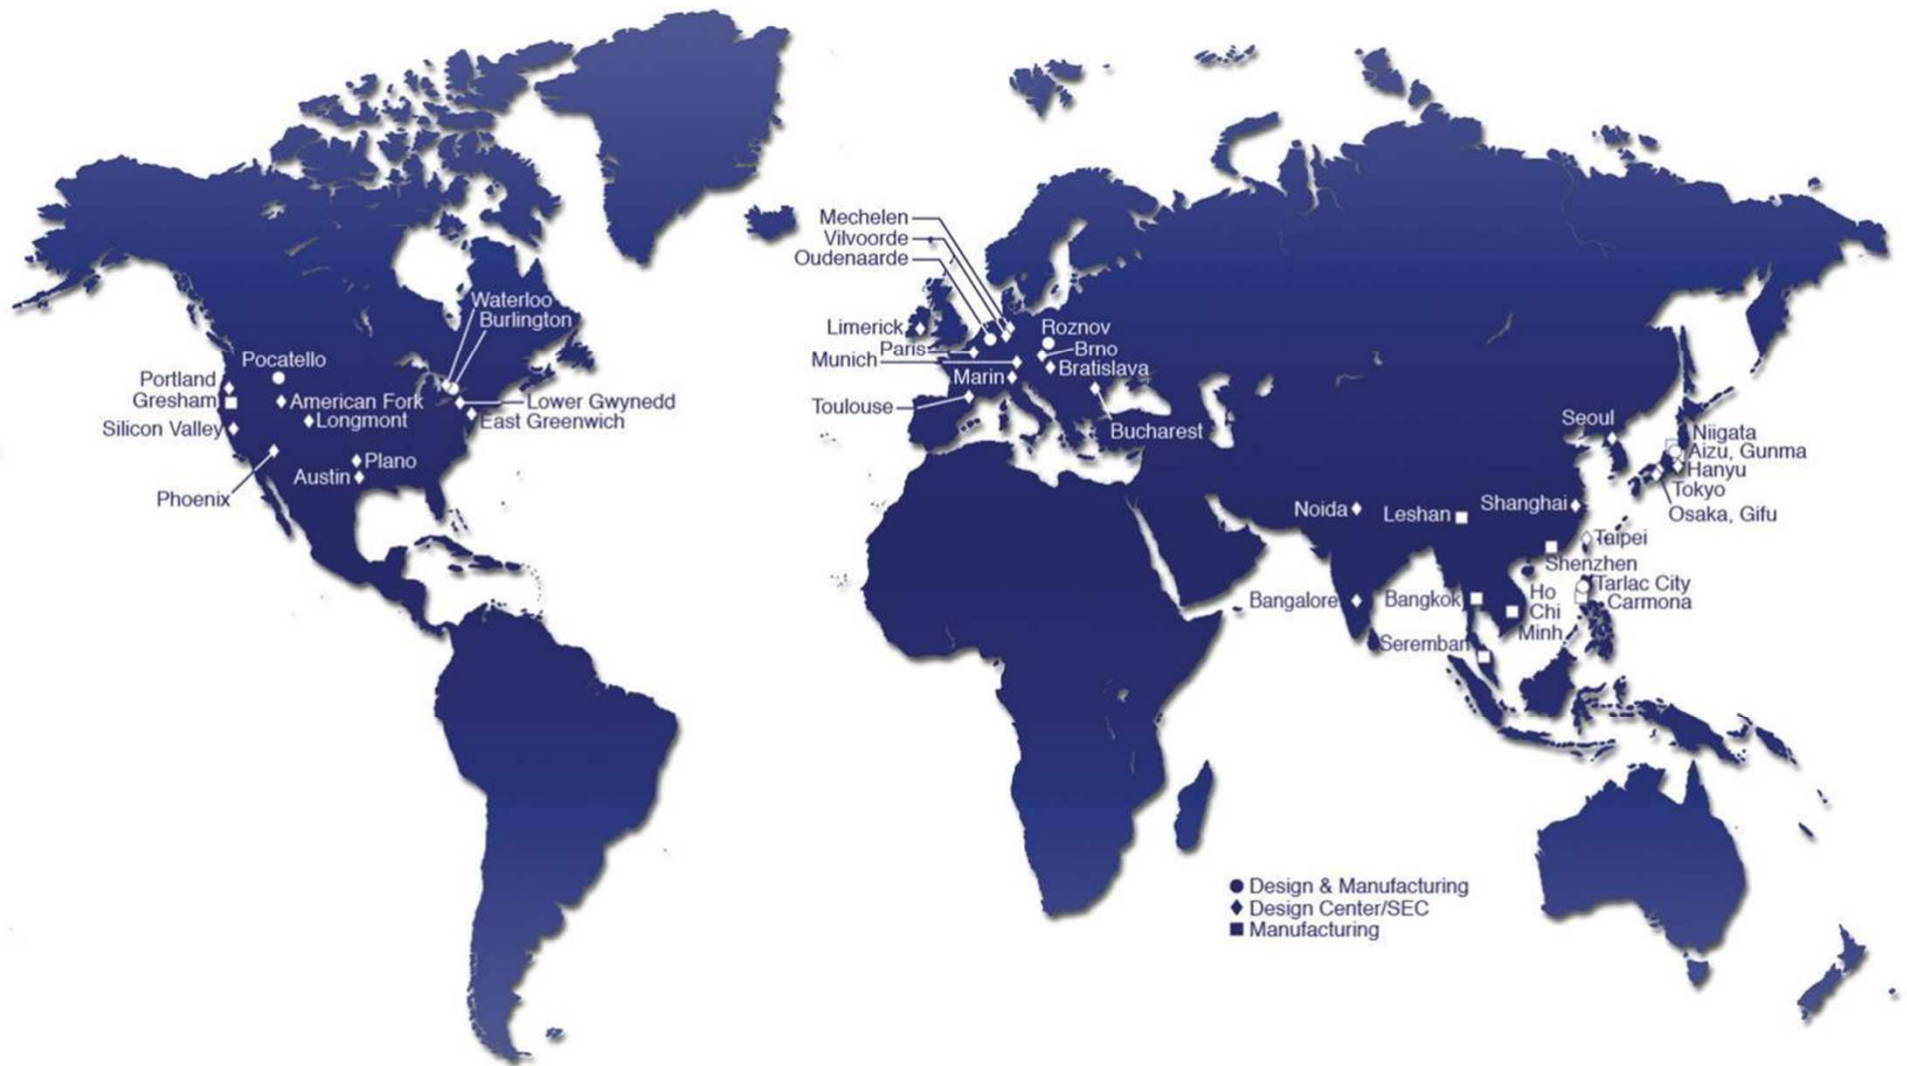 Mechelen
Vilvoorde
Oudenaarde
Waterloo
Burlington
Limerick
Roznov
Paris
Brno
Munich
Bratislava
Marin
Toulouse
Bucharest
Pocatello
Portland
Gresham
American Fork
Lower Gwynedd
Longmont
East Greenwich
Silicon Valley
Plano
Austin
Phoenix
Seoul
Niigata
Aizu, Gunma
Hanyu
Tokyo
Osaka, Gifu
Noida
Leshan
Shanghai
Taipei
Shenzhen
Tarlac City
Carmona
Bangalore
Bangkok
Ho
Chi
Minh
Seremban
Design & Manufacturing
Design Center/SEC
Manufacturing